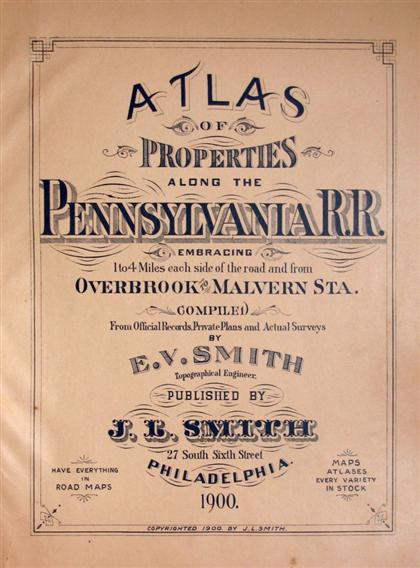 ATLAS
OF
PROPERTIES
ALONG THE
PENNSYLVANIA R.R.
EMBRACING
1 to 4 Miles each side of the road and from
OVERBROOK TO MALVERN STA.
COMPILED
From Official Records, Private Plans and Actual Surveys
BY
E.V. SMITH
Topographical Engineer.
PUBLISHED BY
J. L. SMITH
27 South Sixth Street
PHILADELPHIA.
1900.
HAVE EVERYTHING
IN
ROAD MAPS
MAPS
ATLASES
EVERY VARIETY
IN STOCK
COPYRIGHTED 1900 BY J.L.SMITH.